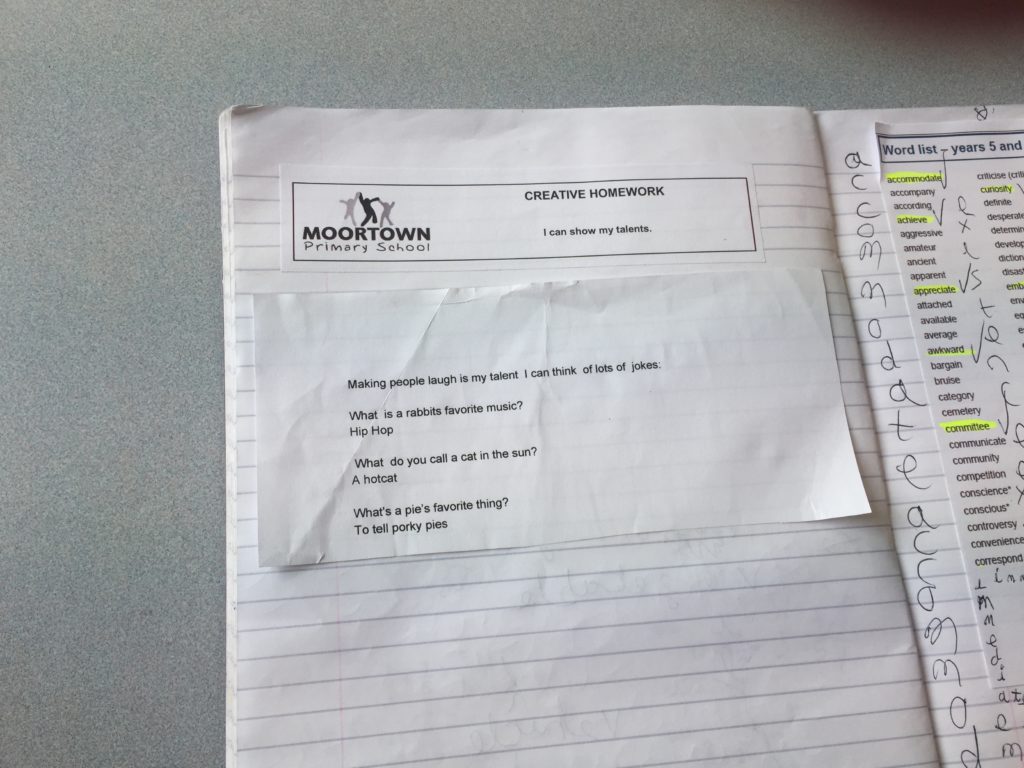 CREATIVE HOMEWORK
MOORTOWN
Primary School
I can show my talents.
Making people laugh is my talent I can think of lots of jokes:
What is a rabbits favorite music?
Hip Hop
What do you call a cat in the sun?
A hotcat
What's a pie's favorite thing?
To tell porky pies
Word list – years 5 and
accommodate
accompany
according
achieve
aggressive
amateur
ancient
apparent
appreciate
attached
available
average
awkward
bargain
bruise
category
cemetery
committee
communicate
community
competition
conscience*
conscious*
controversy
convenience
correspond
curiosity
definite
accommodate